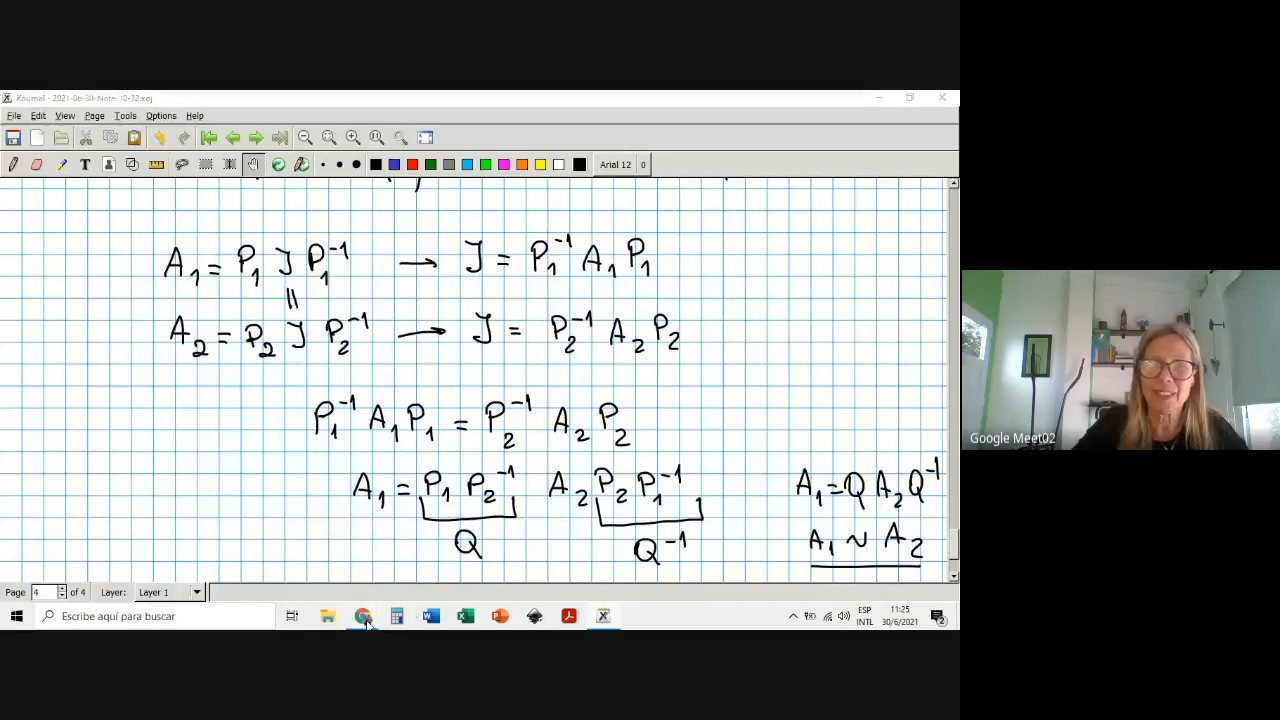 Xournal - 2021-06-30-Note-10-22.xoj
File Edit View Page Tools Options Help
Arial 12 0
A₁ = P₁ J P₁⁻¹ → J = P₁⁻¹ A₁ P₁
=
A₂ = P₂ J P₂⁻¹ → J = P₂⁻¹ A₂ P₂
P₁⁻¹ A₁ P₁ = P₂⁻¹ A₂ P₂
A₁ = P₁ P₂⁻¹ A₂ P₂ P₁⁻¹
Q Q⁻¹
A₁ = Q A₂ Q⁻¹
A₁ ~ A₂
Google Meet02
Page 4 of 4 Layer: Layer 1
Escribe aquí para buscar
ESP
INTL
11:25
30/6/2021
2